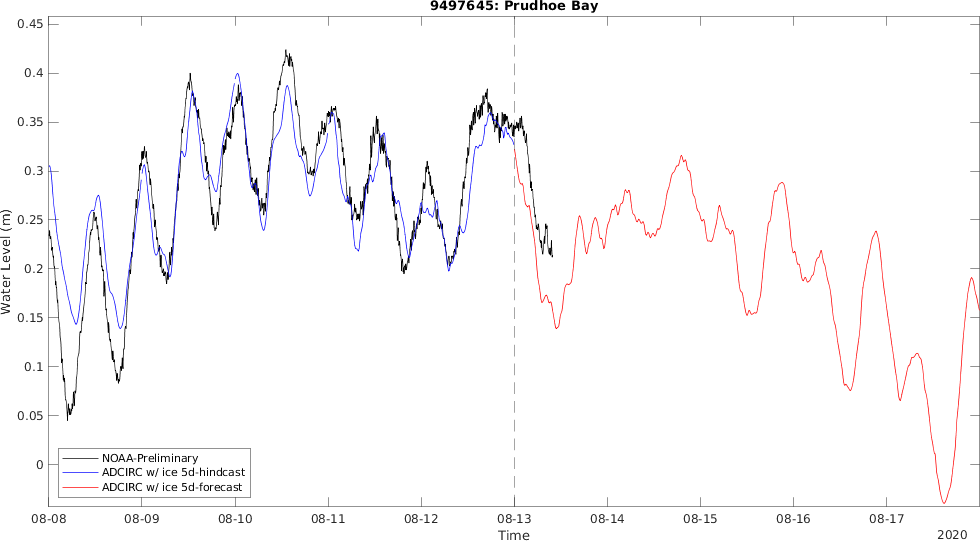 9497645: Prudhoe Bay
Water Level (m)
0.45
0.4
0.35
0.3
0.25
0.2
0.15
0.1
0.05
0
NOAA-Preliminary
ADCIRC w/ ice 5d-hindcast
ADCIRC w/ ice 5d-forecast
08-08 08-09 08-10 08-11 08-12 08-13 08-14 08-15 08-16 08-17
Time
2020